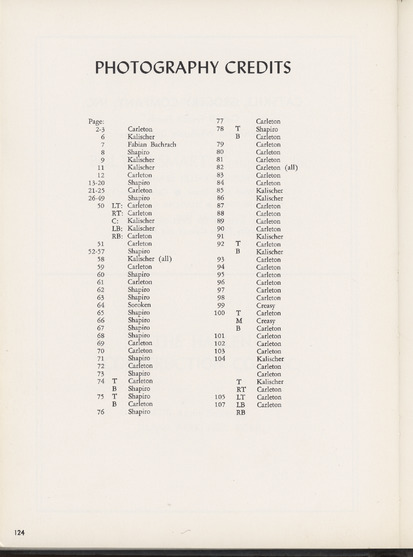 PHOTOGRAPHY CREDITS
Page:
2-3 Carleton
6 Kalischer
7 Fabian Bachrach
8 Shapiro
9 Kalischer
11 Kalischer
12 Carleton
13-20 Shapiro
21-25 Carleton
26-49 Shapiro
50 LT: Carleton
RT: Carleton
C: Kalischer
LB: Kalischer
RB: Carleton
51 Carleton
52-57 Shapiro
58 Kalischer (all)
59 Carleton
60 Shapiro
61 Carleton
62 Shapiro
63 Shapiro
64 Soroken
65 Shapiro
66 Shapiro
67 Shapiro
68 Shapiro
69 Carleton
70 Carleton
71 Shapiro
72 Carleton
73 Shapiro
74 T Carleton
B Shapiro
75 T Shapiro
B Carleton
76 Shapiro
77 Carleton
78 T Shapiro
B Carleton
79 Carleton
80 Carleton
81 Carleton
82 Carleton (all)
83 Carleton
84 Carleton
85 Kalischer
86 Kalischer
87 Carleton
88 Carleton
89 Carleton
90 Carleton
91 Kalischer
92 T Carleton
B Kalischer
93 Carleton
94 Carleton
95 Carleton
96 Carleton
97 Carleton
98 Carleton
99 Creasy
100 T Carleton
M Creasy
B Carleton
101 Carleton
102 Carleton
103 Carleton
104 Kalischer
Carleton
Carleton
T Kalischer
RT Carleton
105 LT Carleton
107 LB Carleton
RB
124